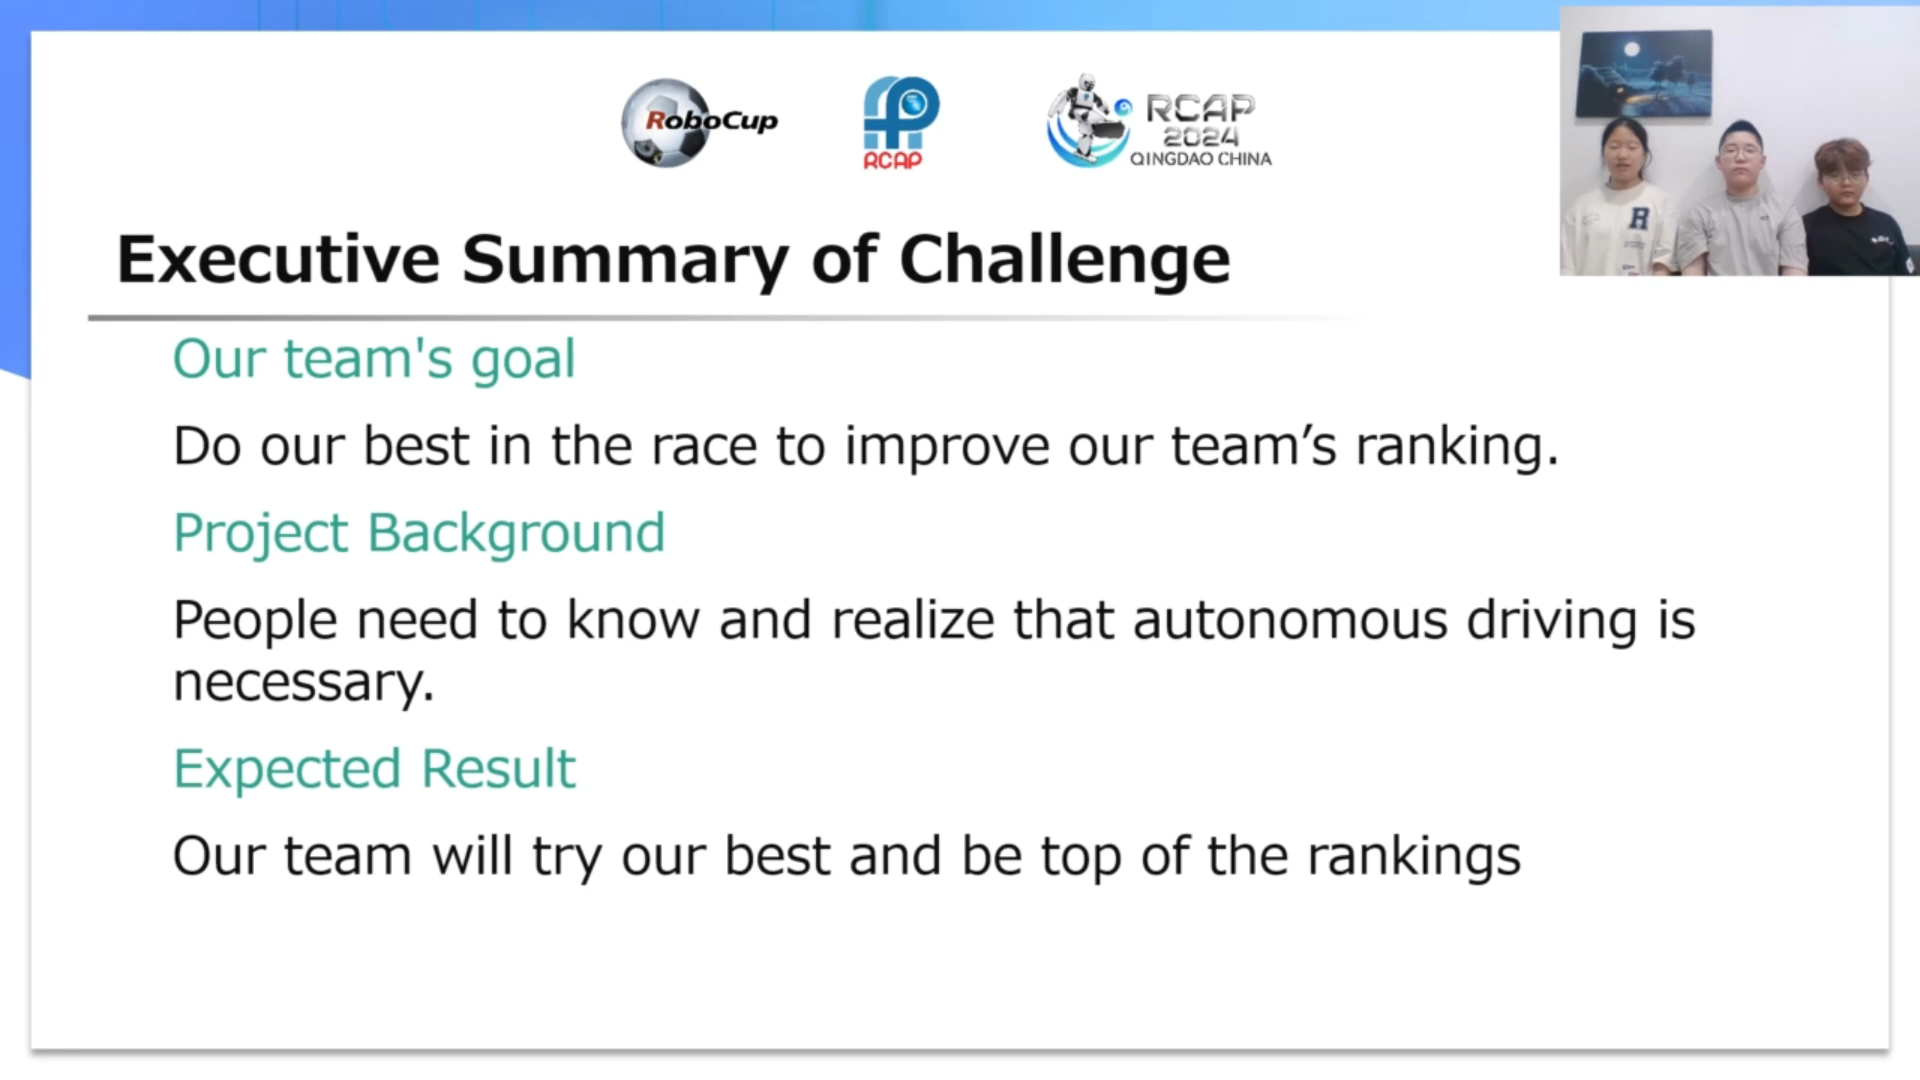 RoboCup
RCAP
RCAP
2024
QINGDAO CHINA
R
Executive Summary of Challenge
Our team's goal
Do our best in the race to improve our team’s ranking.
Project Background
People need to know and realize that autonomous driving is
necessary.
Expected Result
Our team will try our best and be top of the rankings